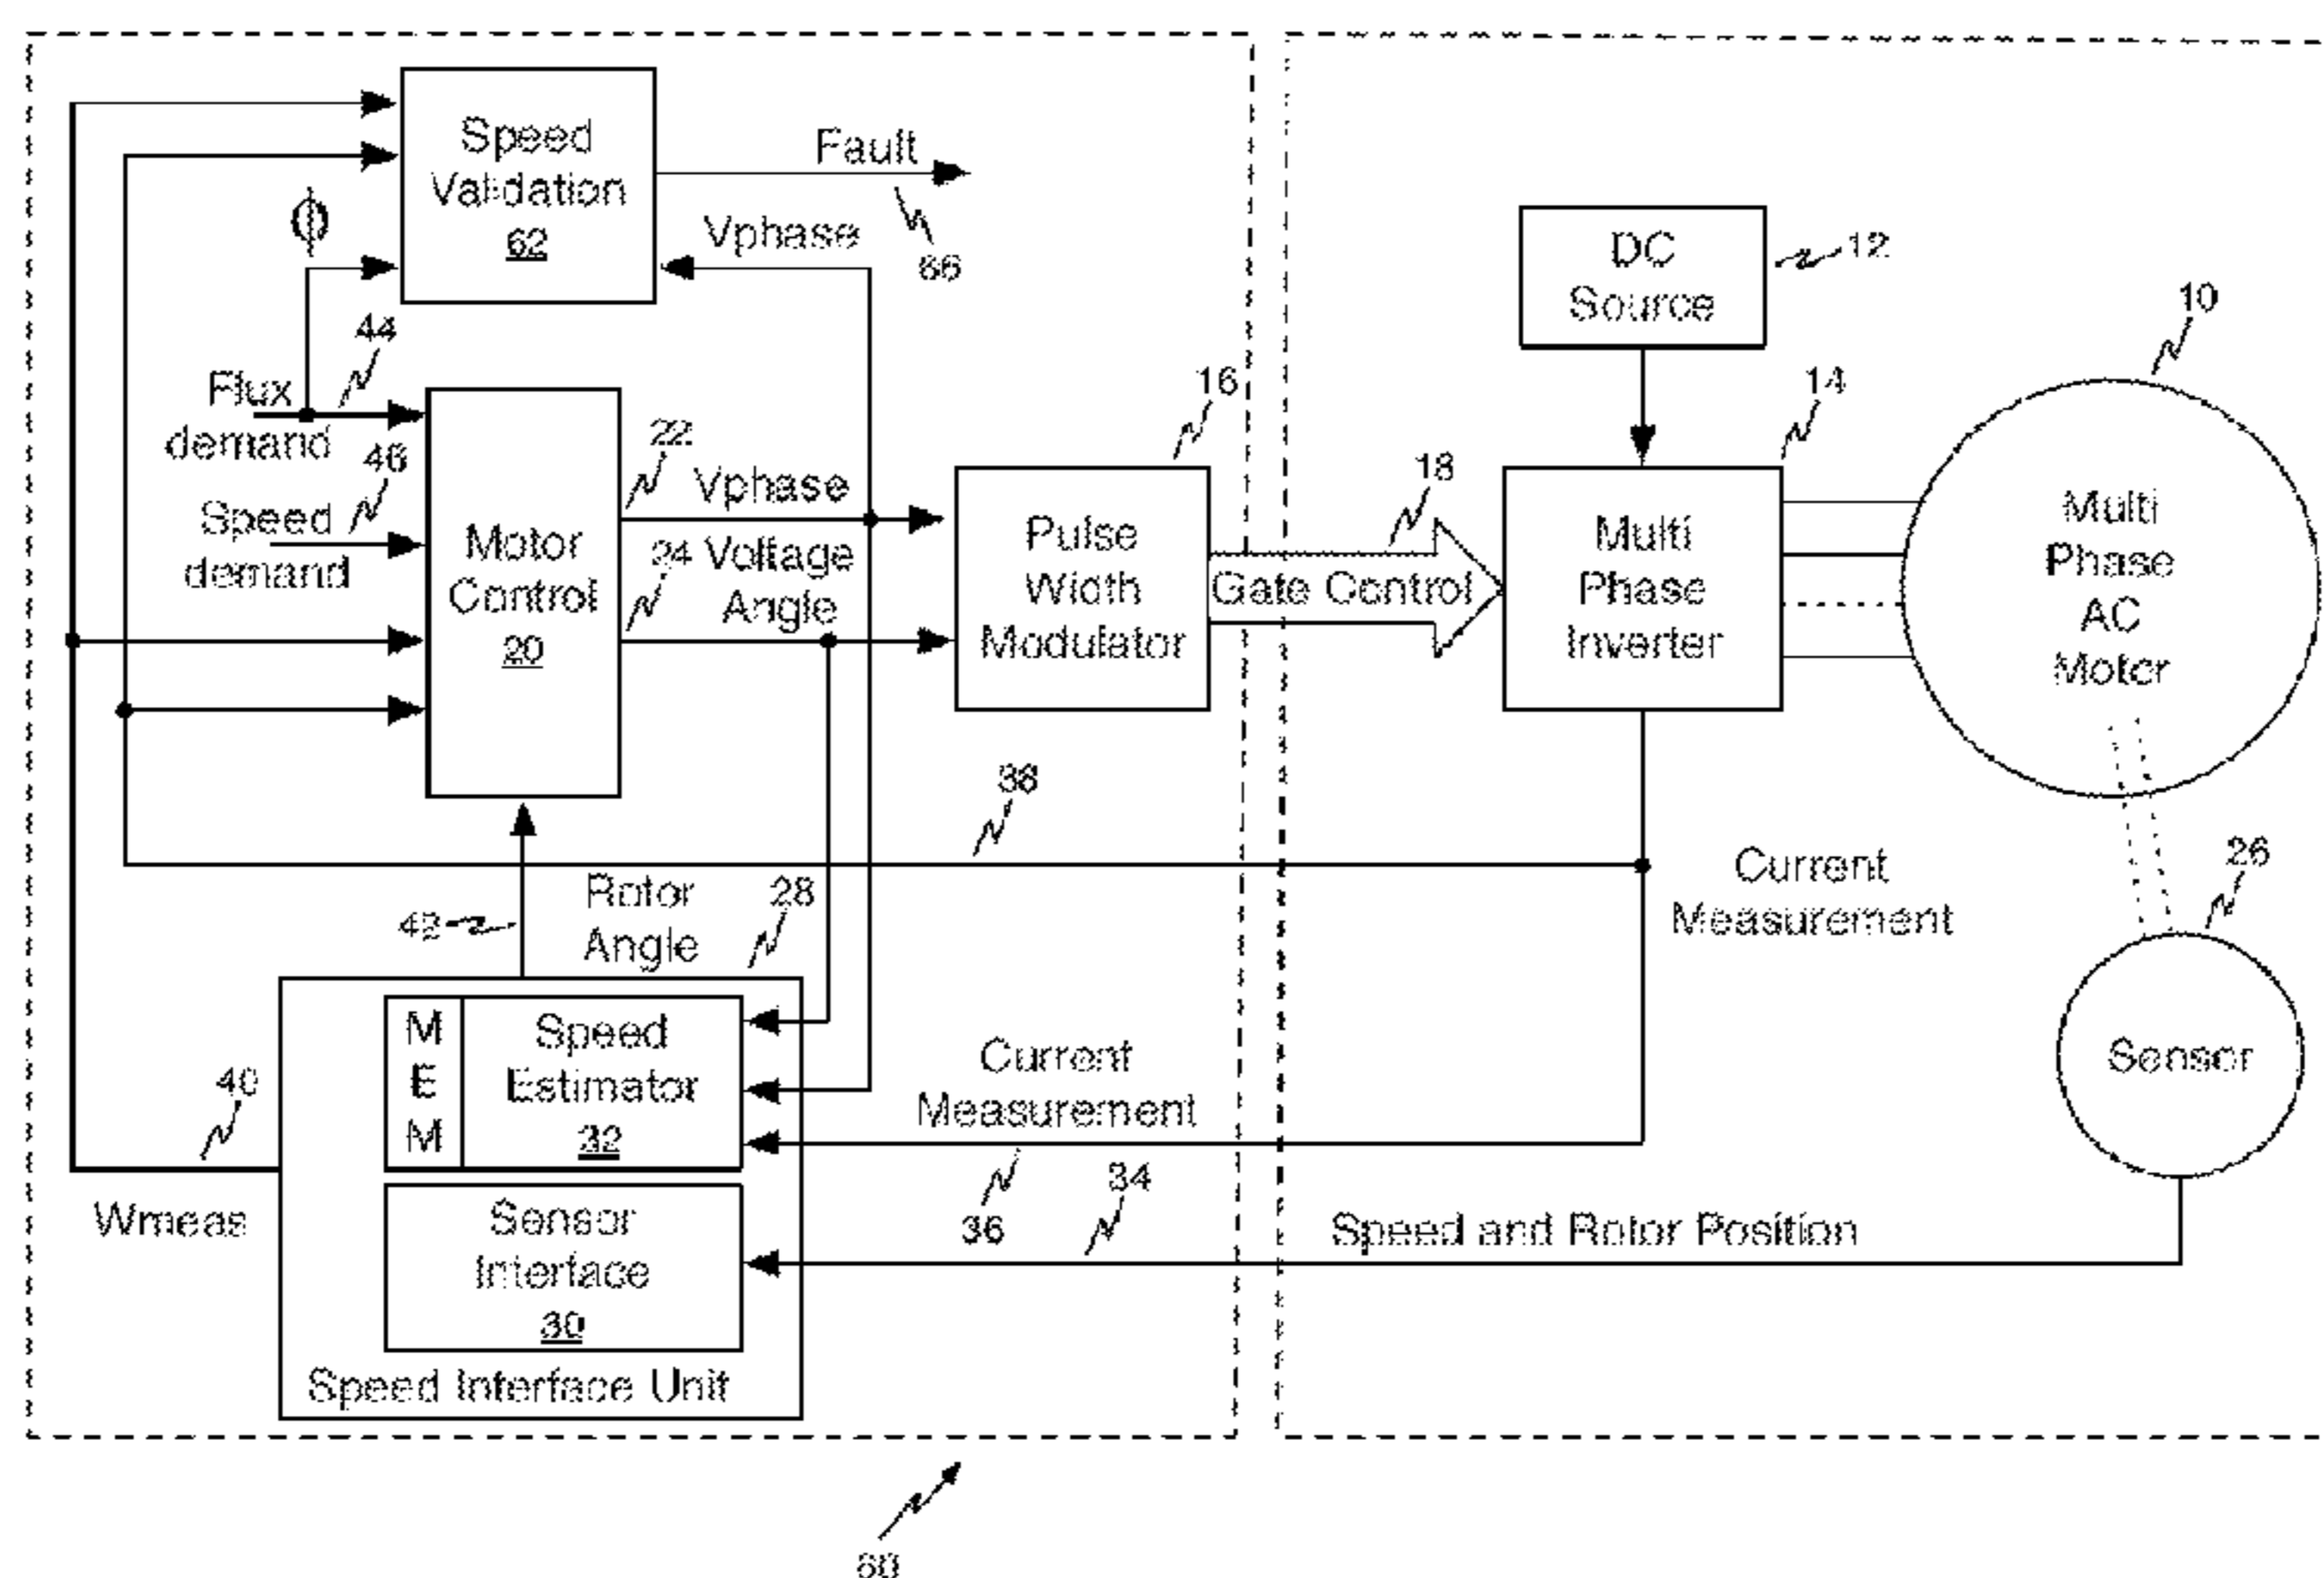 Speed
Validation
62
Fault
66
Vphase
ϕ
DC
Source
12
10
44
Flux
demand
46
Speed
demand
Motor
Control
20
22
Vphase
24
Voltage
Angle
16
Pulse
Width
Modulator
18
Gate Control
14
Multi
Phase
Inverter
Multi
Phase
AC
Motor
38
Current
Measurement
26
Sensor
42
Rotor
Angle
28
M
E
M
Speed
Estimator
32
Current
Measurement
36
34
Speed and Rotor Position
40
Wmeas
Sensor
Interface
30
Speed Interface Unit
60